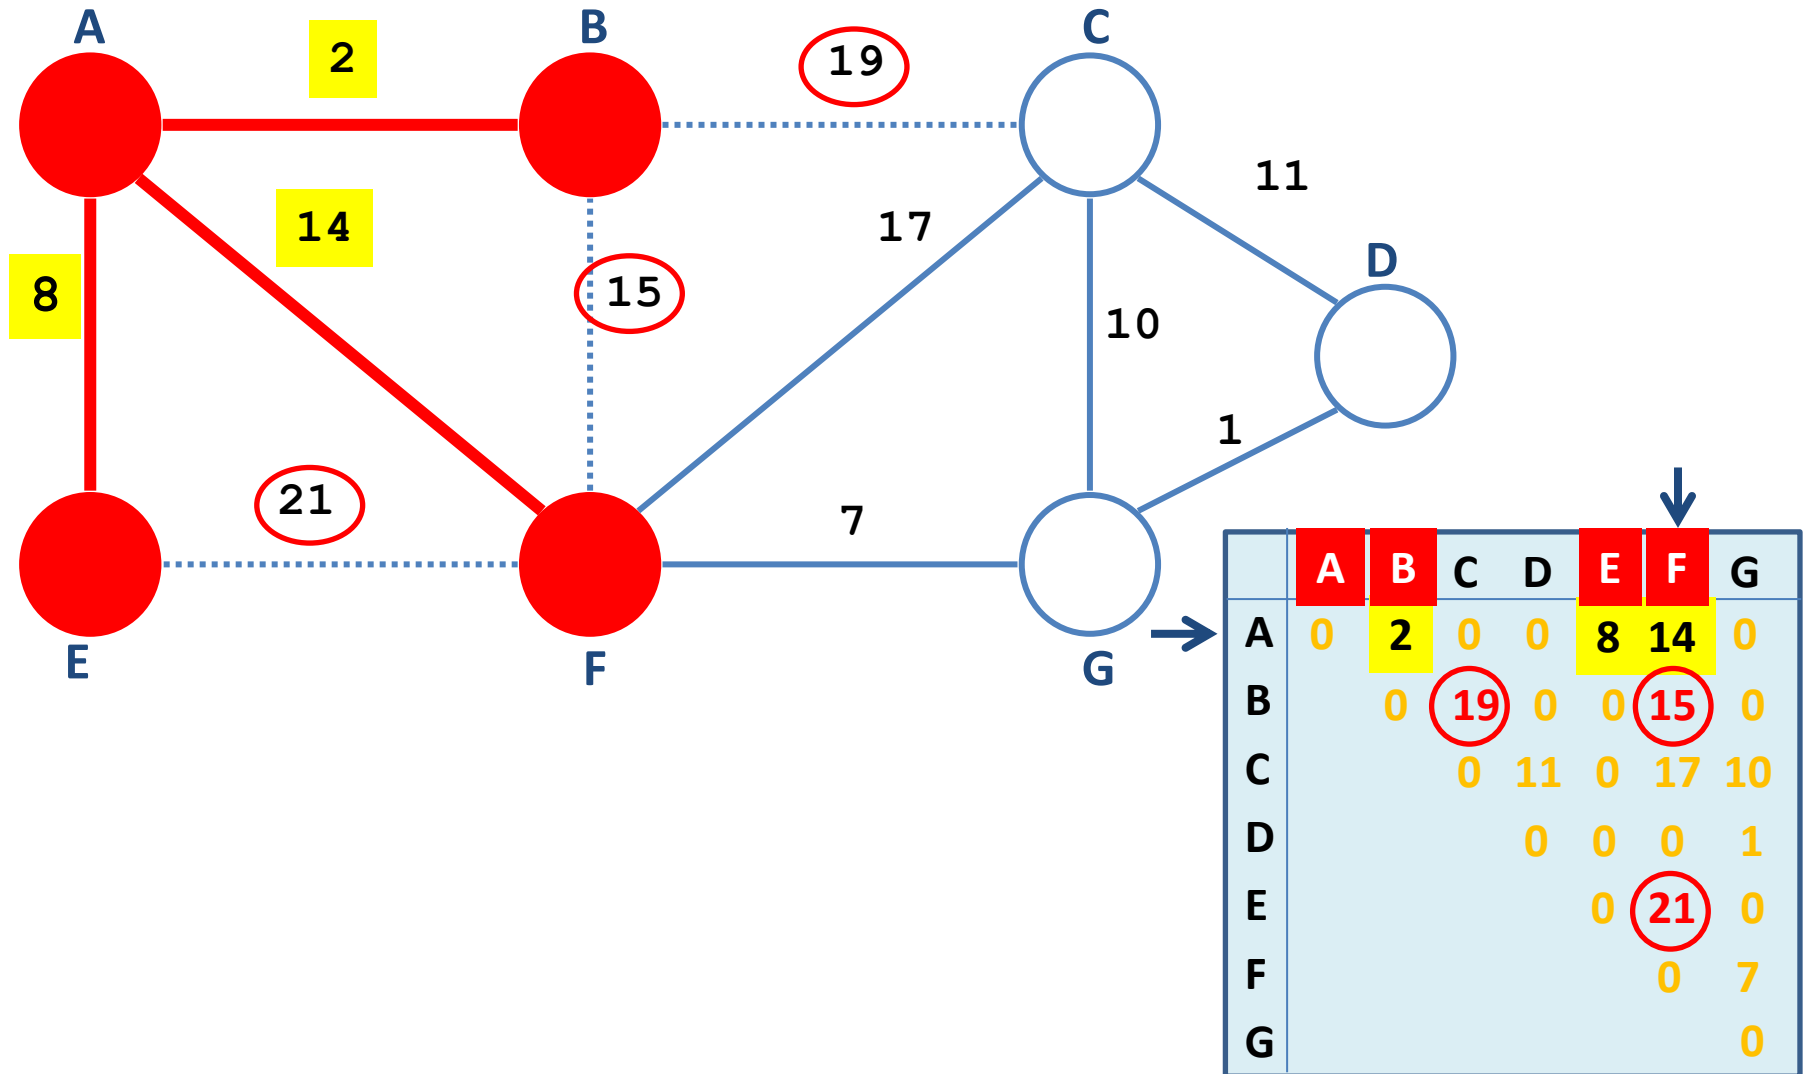 A B C
2 19
11
14 17
D
8 15
10
1
21 7
E F G
A B C D E F G
A 0 2 0 0 8 14 0
B 0 19 0 0 15 0
C 0 11 0 17 10
D 0 0 0 1
E 0 21 0
F 0 7
G 0